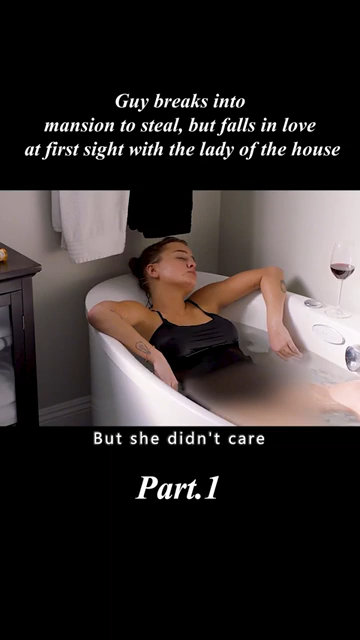 Guy breaks into
mansion to steal, but falls in love
at first sight with the lady of the house
But she didn't care
Part.1